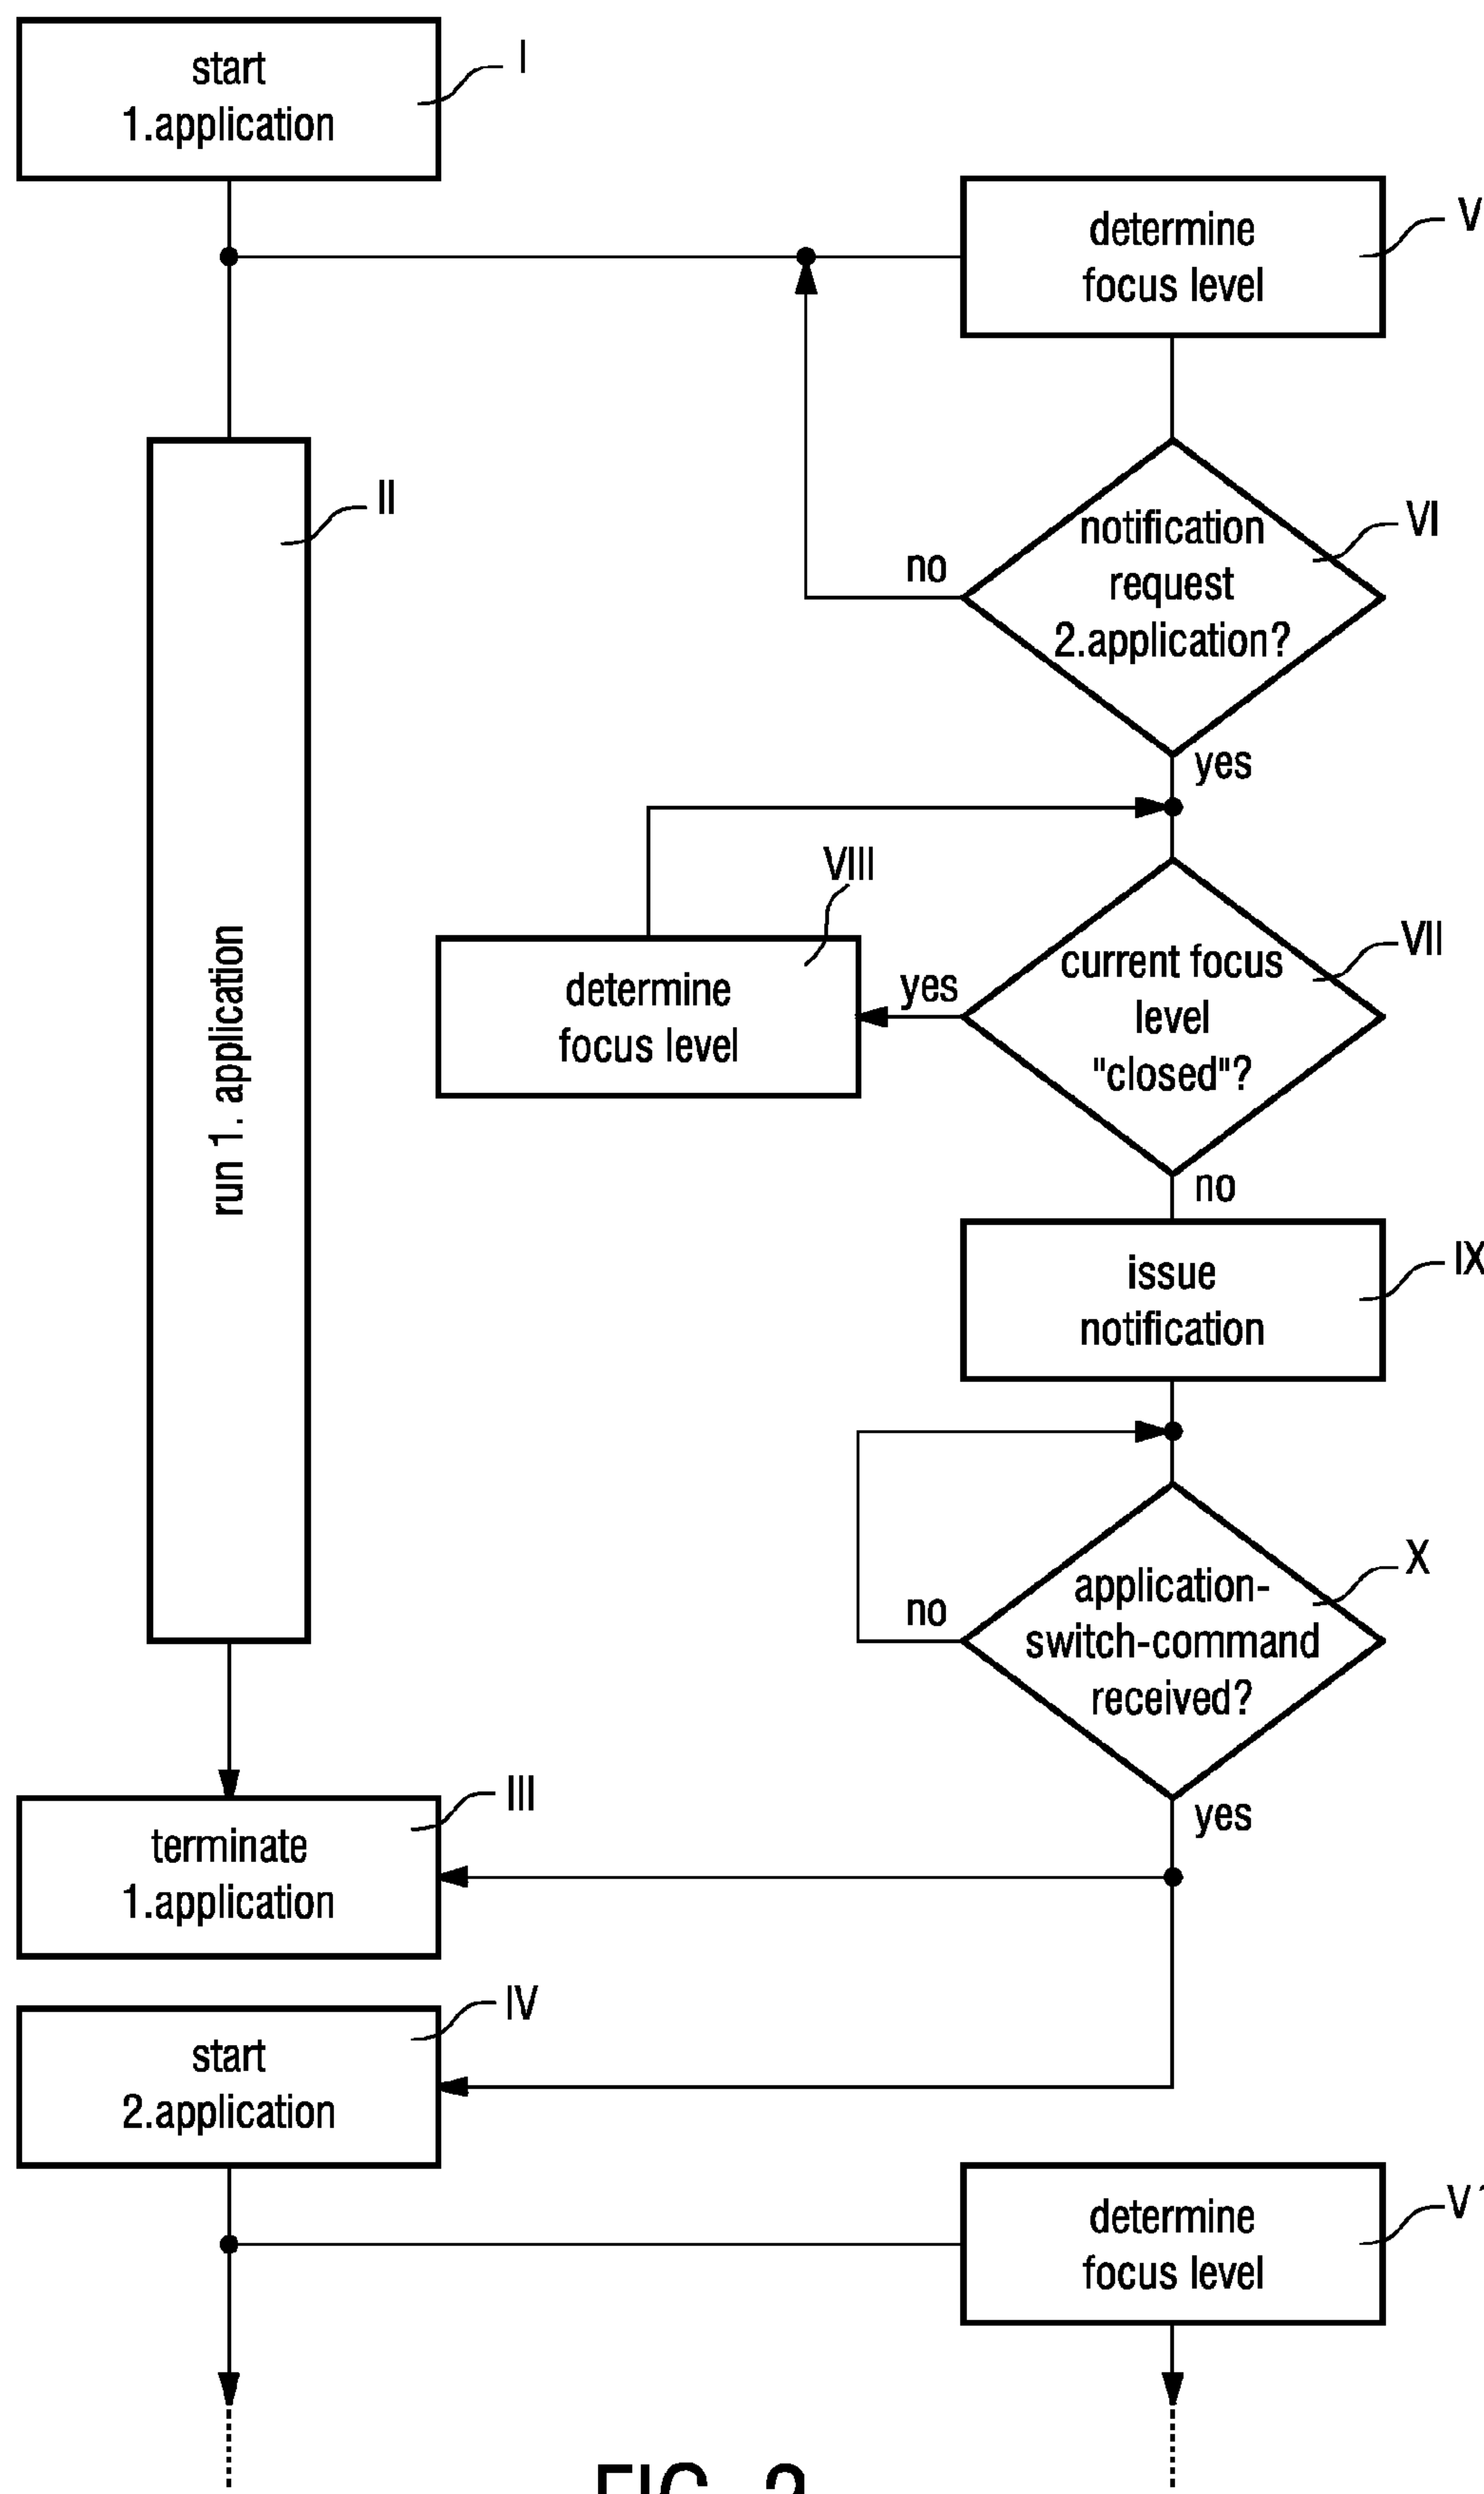 start
1.application
I
determine
focus level
V
II
notification
request
2.application?
VI
no
yes
VIII
determine
focus level
yes
current focus
level
"closed"?
VII
no
run 1. application
issue
notification
IX
application-
switch-command
received?
X
no
yes
terminate
1.application
III
start
2.application
IV
determine
focus level
V